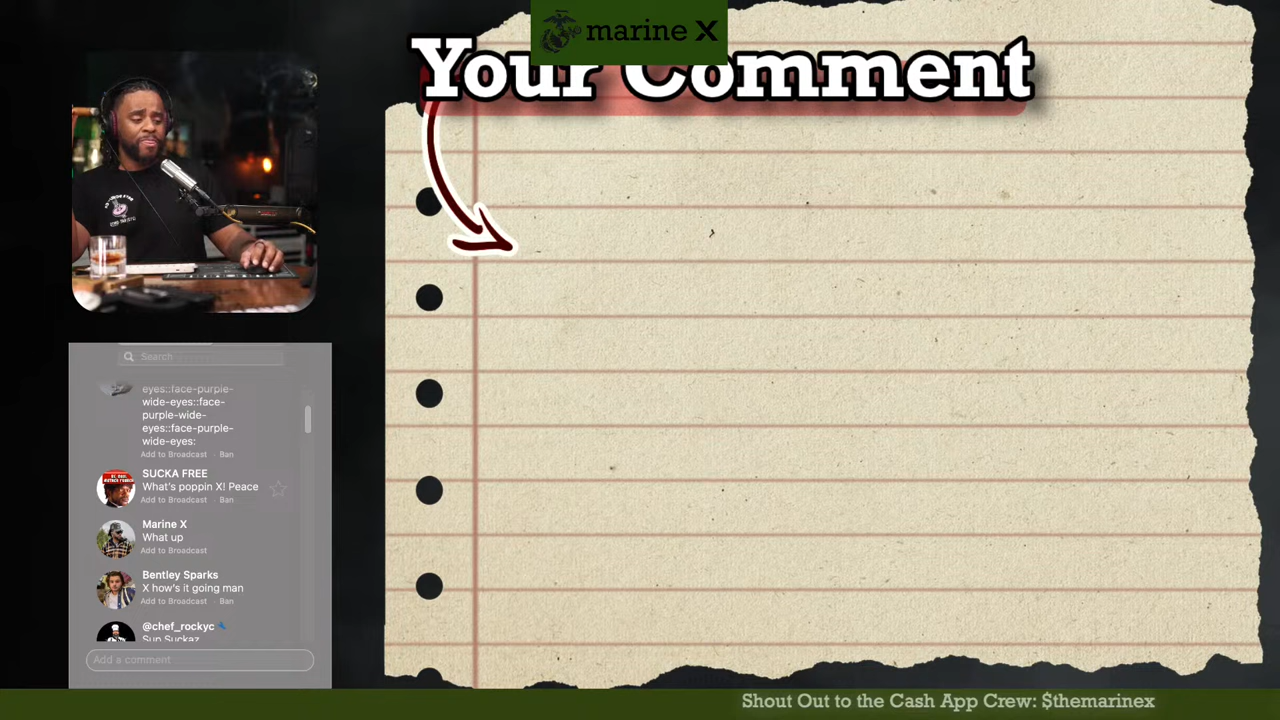 marine X
Your Comment
Search
eyes::face-purple-
wide-eyes::face-
purple-wide-
eyes::face-purple-
wide-eyes:
Add to Broadcast · Ban
SUCKA FREE
What's poppin X! Peace
Add to Broadcast · Ban
Marine X
What up
Add to Broadcast
Bentley Sparks
X how's it going man
Add to Broadcast · Ban
@chef_rockyc
Sup Suckaz
Add a comment
Shout Out to the Cash App Crew: $themarinex